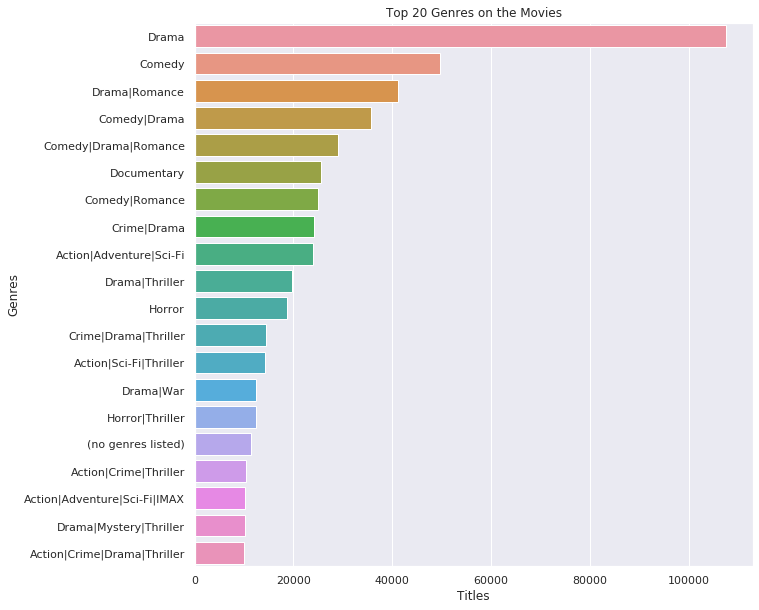 Top 20 Genres on the Movies
Genres
Drama
Comedy
Drama|Romance
Comedy|Drama
Comedy|Drama|Romance
Documentary
Comedy|Romance
Crime|Drama
Action|Adventure|Sci-Fi
Drama|Thriller
Horror
Crime|Drama|Thriller
Action|Sci-Fi|Thriller
Drama|War
Horror|Thriller
(no genres listed)
Action|Crime|Thriller
Action|Adventure|Sci-Fi|IMAX
Drama|Mystery|Thriller
Action|Crime|Drama|Thriller
0 20000 40000 60000 80000 100000
Titles